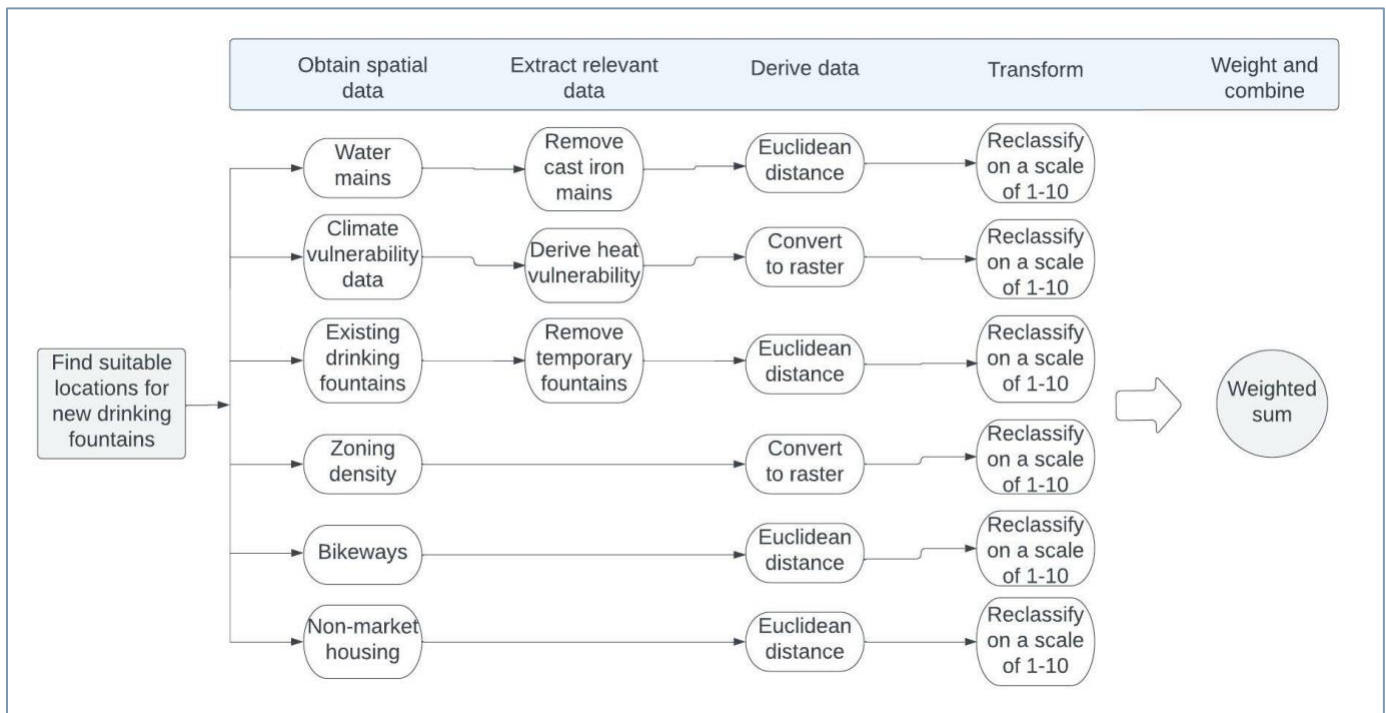 Obtain spatial
data
Extract relevant
data
Derive data
Transform
Weight and
combine
Find suitable
locations for
new drinking
fountains
Water
mains
Remove
cast iron
mains
Euclidean
distance
Reclassify
on a scale
of 1-10
Climate
vulnerability
data
Derive heat
vulnerability
Convert
to raster
Reclassify
on a scale
of 1-10
Existing
drinking
fountains
Remove
temporary
fountains
Euclidean
distance
Reclassify
on a scale
of 1-10
Zoning
density
Convert
to raster
Reclassify
on a scale
of 1-10
Bikeways
Euclidean
distance
Reclassify
on a scale
of 1-10
Non-market
housing
Euclidean
distance
Reclassify
on a scale
of 1-10
Weighted
sum